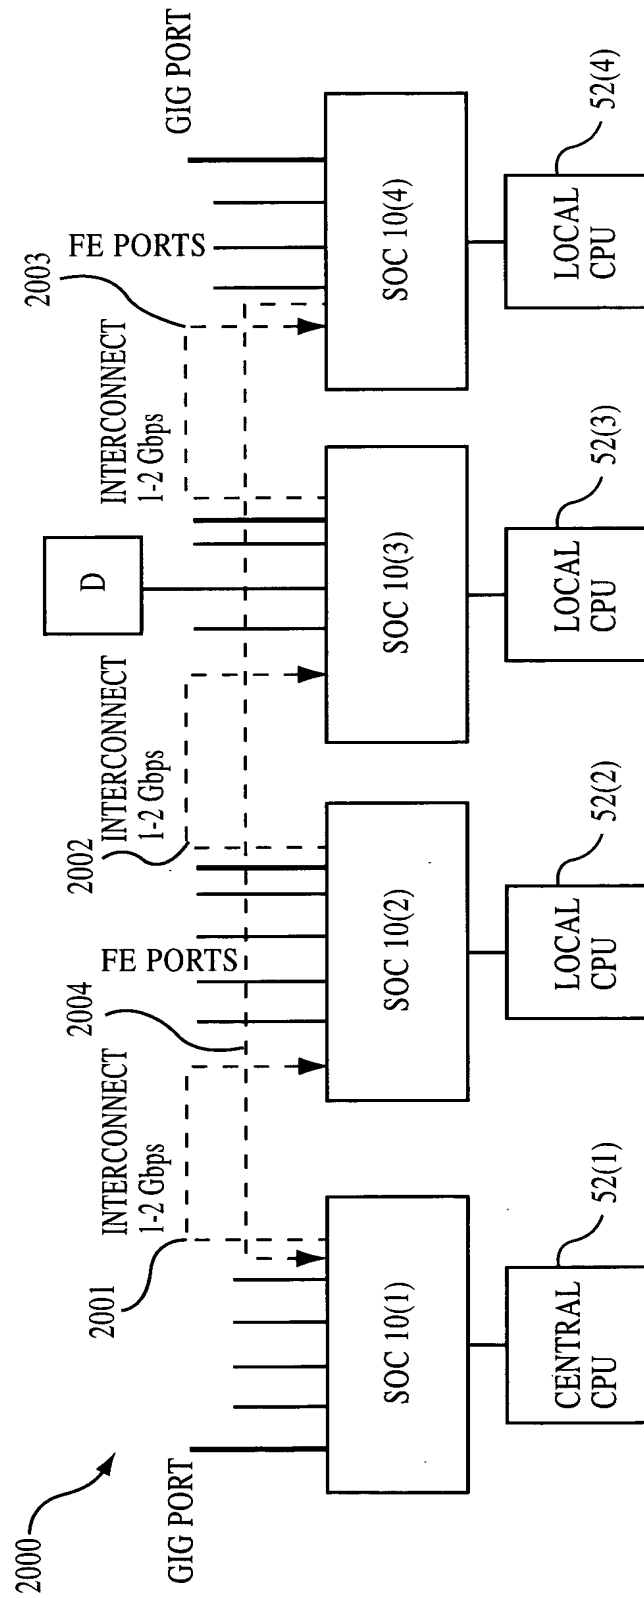 2000
GIG PORT
2001
INTERCONNECT
1-2 Gbps
2004
FE PORTS
2002
INTERCONNECT
1-2 Gbps
D
INTERCONNECT
1-2 Gbps
2003
FE PORTS
GIG PORT
SOC 10(1)
SOC 10(2)
SOC 10(3)
SOC 10(4)
52(1)
52(2)
52(3)
52(4)
CENTRAL
CPU
LOCAL
CPU
LOCAL
CPU
LOCAL
CPU